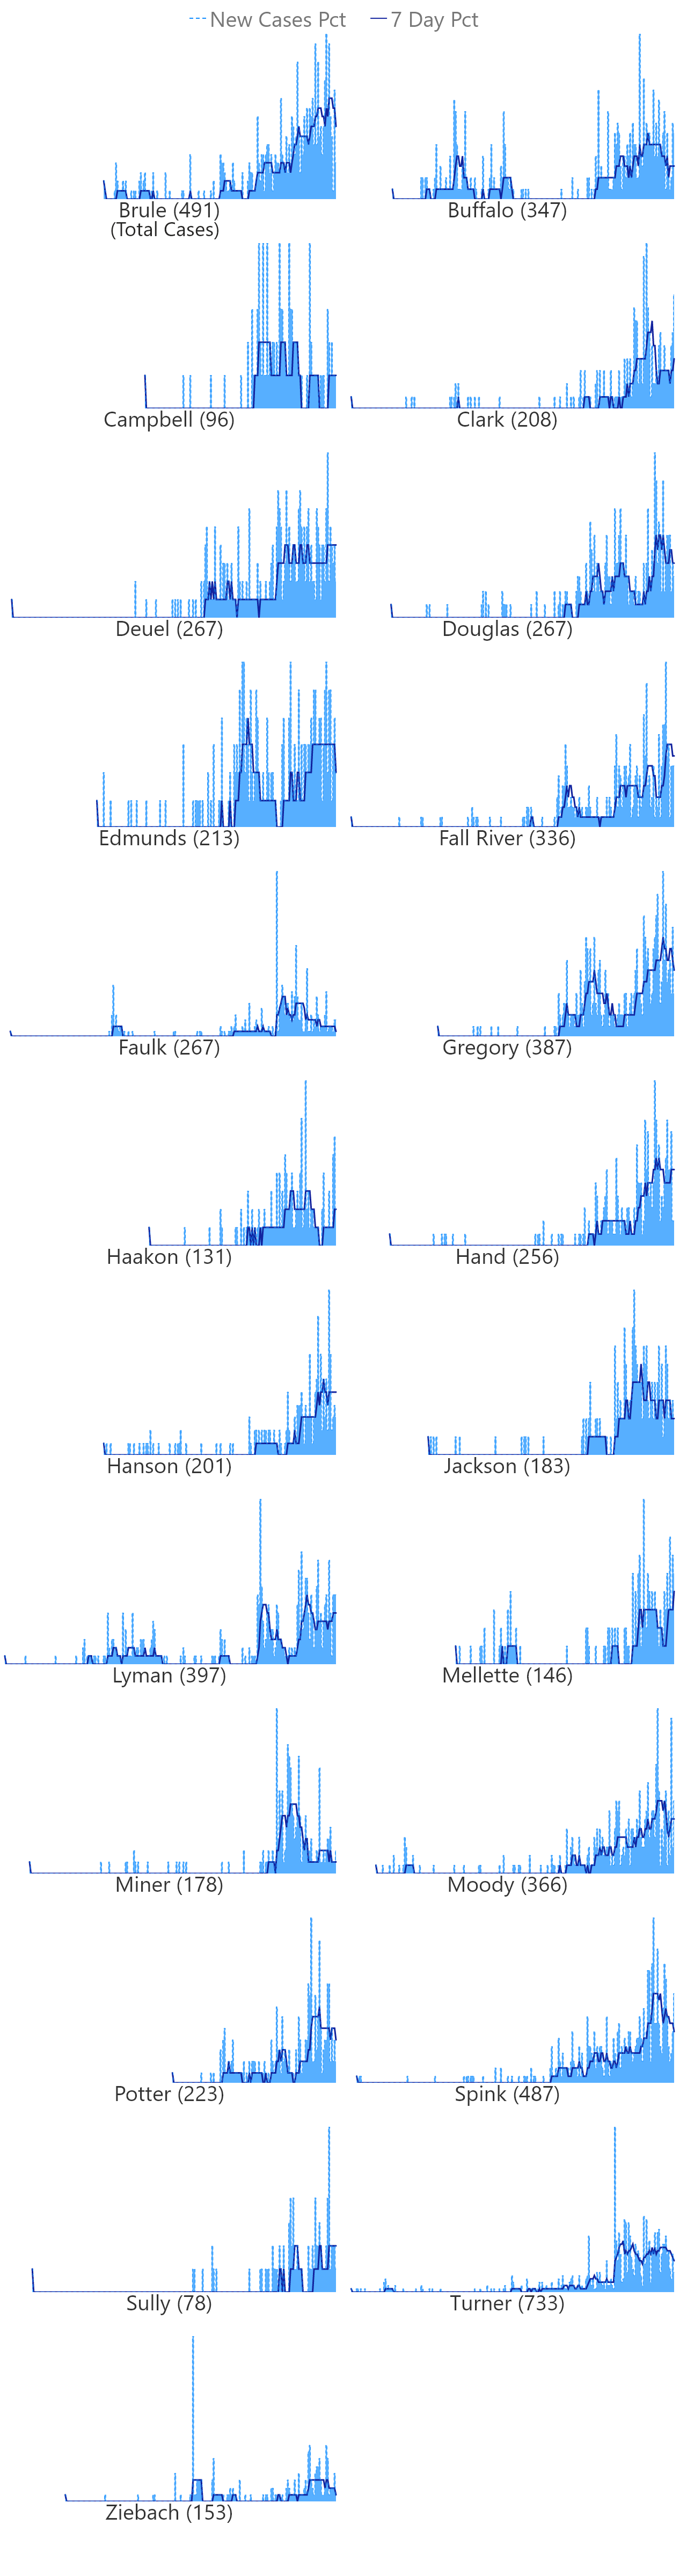 New Cases Pct 7 Day Pct
Brule (491)
(Total Cases)
Buffalo (347)
Campbell (96)
Clark (208)
Deuel (267)
Douglas (267)
Edmunds (213)
Fall River (336)
Faulk (267)
Gregory (387)
Haakon (131)
Hand (256)
Hanson (201)
Jackson (183)
Lyman (397)
Mellette (146)
Miner (178)
Moody (366)
Potter (223)
Spink (487)
Sully (78)
Turner (733)
Ziebach (153)